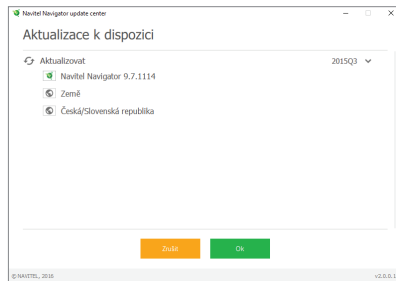 Navitel Navigator update center
Aktualizace k dispozici
Aktualizovat 2015Q3
Navitel Navigator 9.7.1114
Země
Česká/Slovenská republika
Zrušit Ok
© NAVITEL, 2016 v2.0.0.1